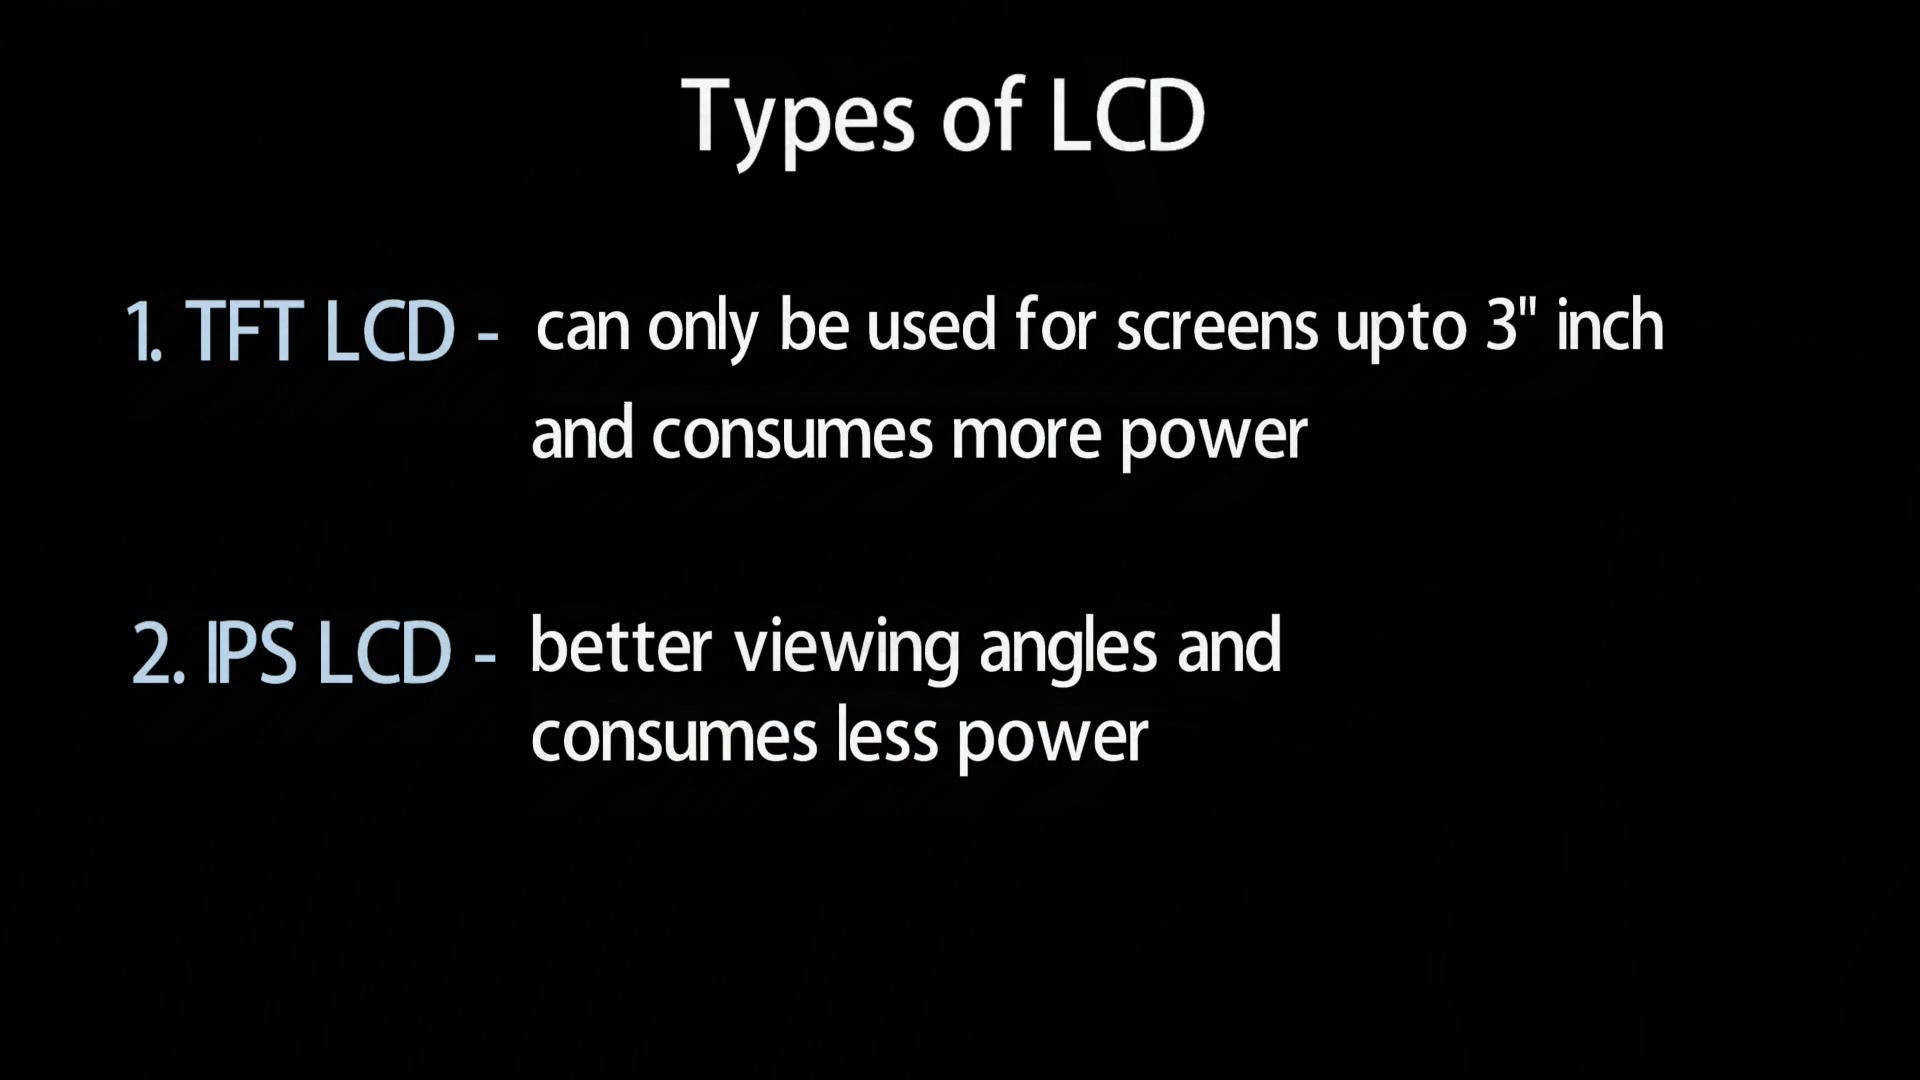 Types of LCD
1. TFT LCD - can only be used for screens upto 3" inch
and consumes more power
2. IPS LCD - better viewing angles and
consumes less power